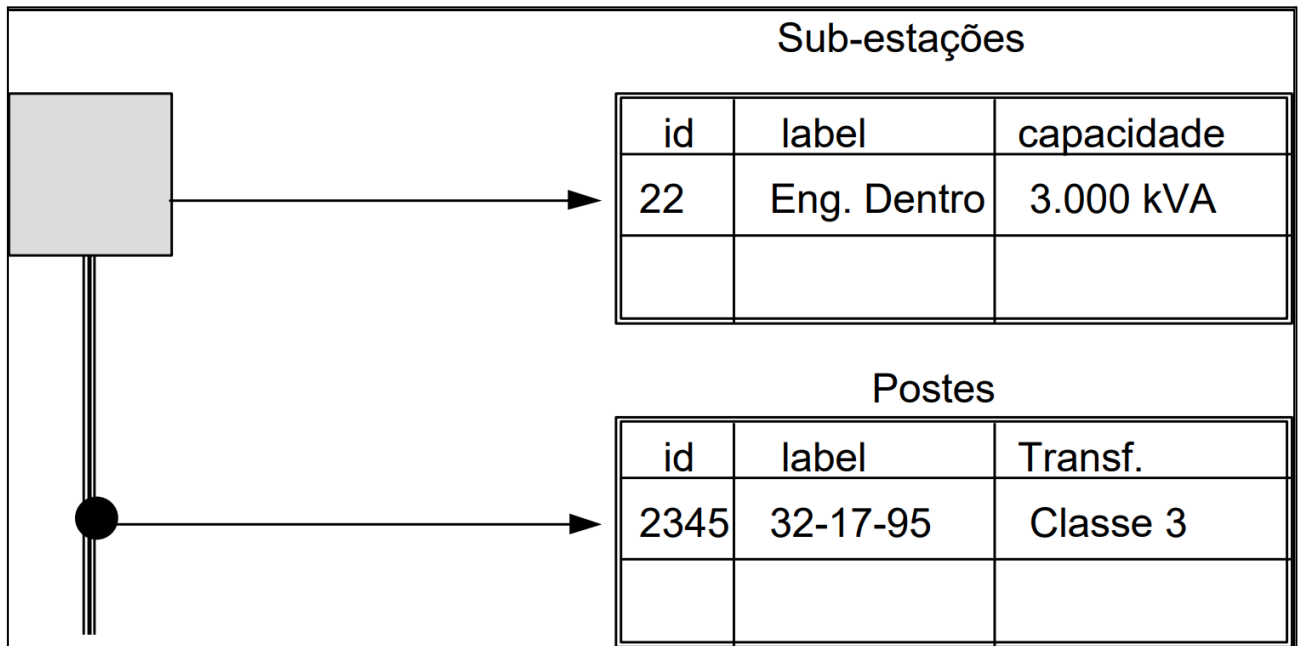 Sub-estações
id label capacidade
22 Eng. Dentro 3.000 kVA
Postes
id label Transf.
2345 32-17-95 Classe 3